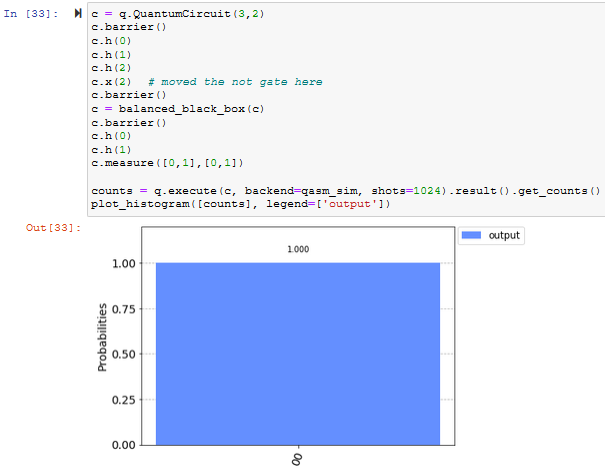 In [33]:
c = q.QuantumCircuit(3,2)
c.barrier()
c.h(0)
c.h(1)
c.h(2)
c.x(2)  # moved the not gate here
c.barrier()
c = balanced_black_box(c)
c.barrier()
c.h(0)
c.h(1)
c.measure([0,1],[0,1])

counts = q.execute(c, backend=qasm_sim, shots=1024).result().get_counts()
plot_histogram([counts], legend=['output'])
Out[33]:
output
1.000
1.00
0.75
0.50
0.25
0.00
Probabilities
00